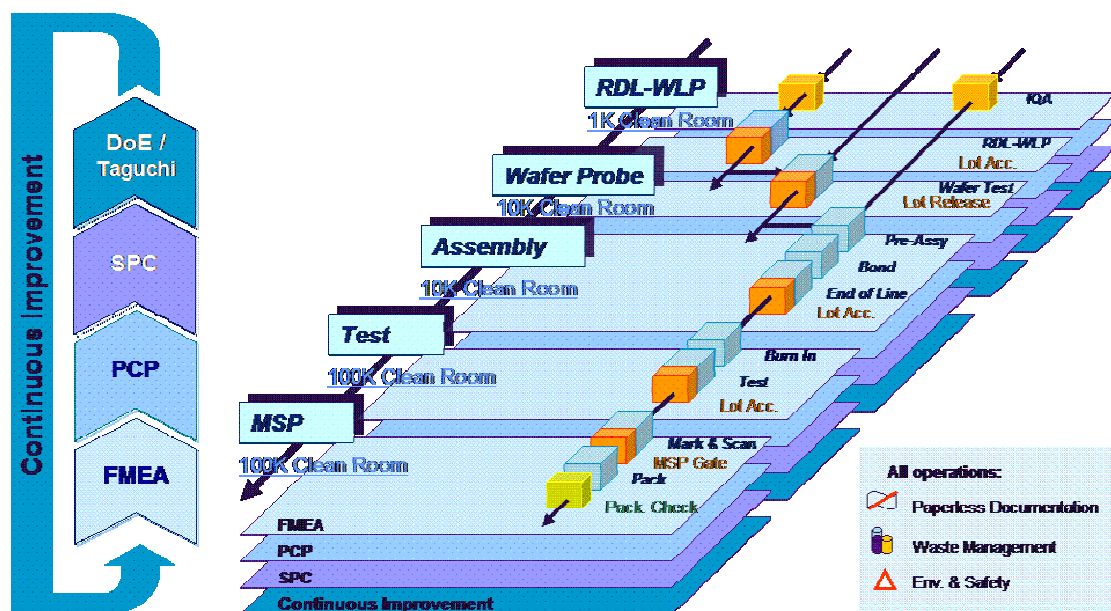 Continuous Improvement
DoE /
Taguchi
SPC
PCP
FMEA
RDL-WLP
1K Clean Room
Wafer Probe
10K Clean Room
Assembly
10K Clean Room
Test
100K Clean Room
MSP
100K Clean Room
IQA
RDL-WLP
Lot Acc.
Wafer Test
Lot Release
Pre-Assy
Bond
End of Line
Lot Acc.
Burn In
Test
Lot Acc.
Mark & Scan
MSP Gate
Pack
Pack. Check
FMEA
PCP
SPC
Continuous Improvement
All operations:
Paperless Documentation
Waste Management
Env. & Safety